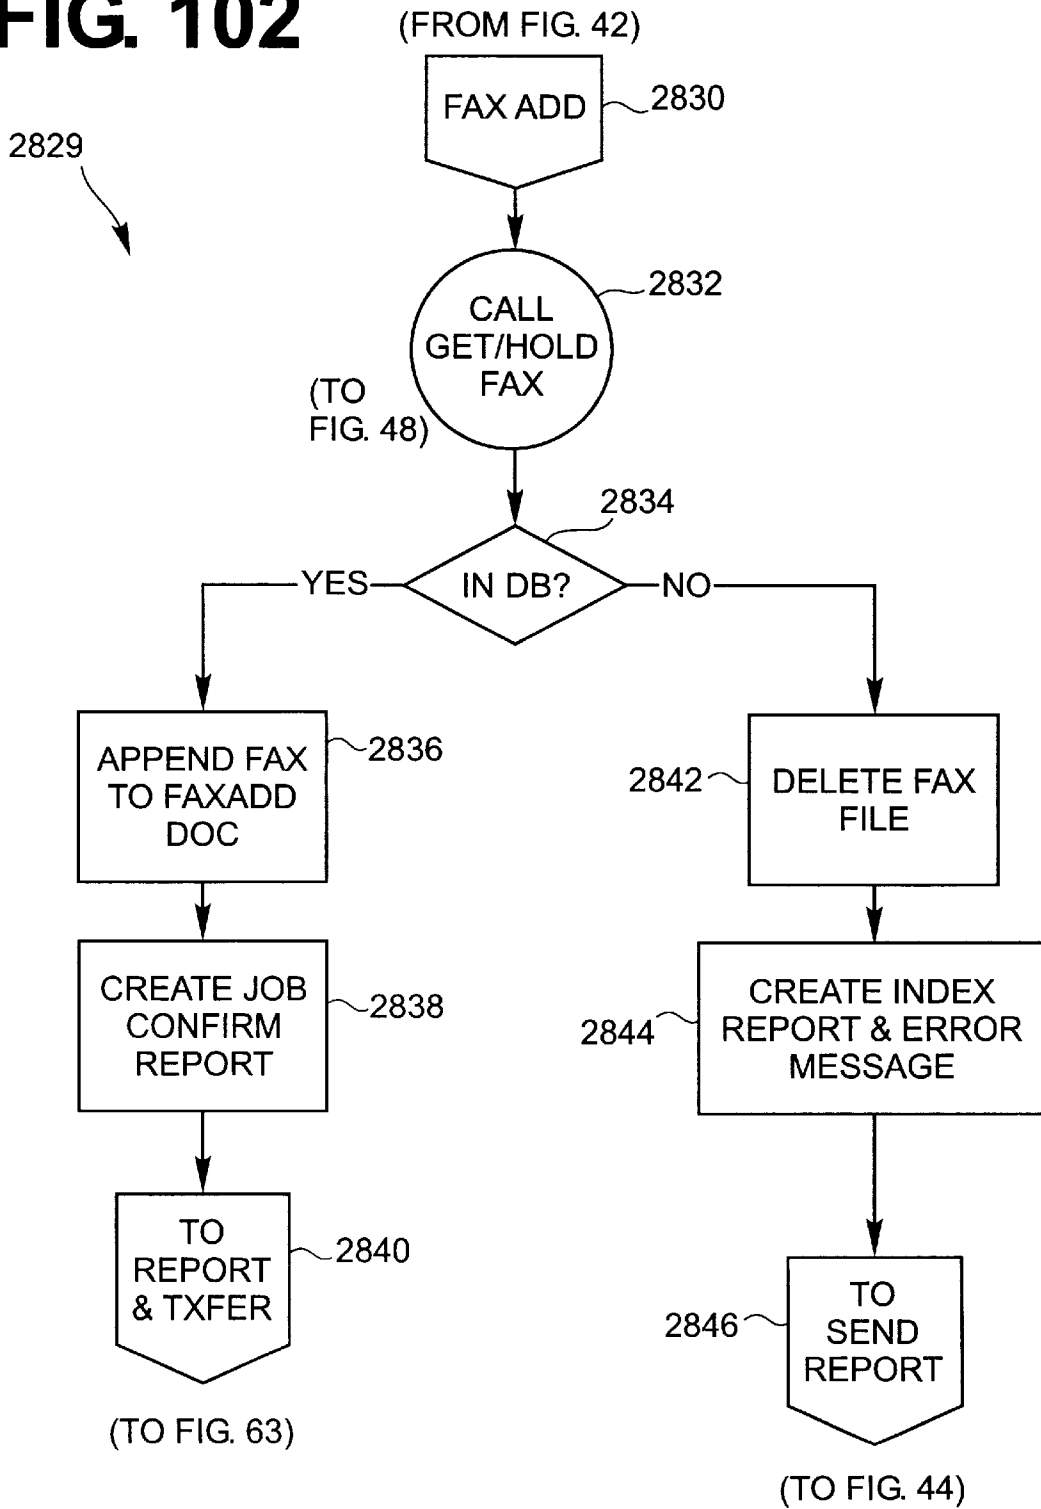 FIG. 102
(FROM FIG. 42)
FAX ADD
2830
2829
2832
CALL
GET/HOLD
FAX
(TO
FIG. 48)
2834
YES
IN DB?
NO
APPEND FAX
TO FAXADD
DOC
2836
2842
DELETE FAX
FILE
CREATE JOB
CONFIRM
REPORT
2838
2844
CREATE INDEX
REPORT & ERROR
MESSAGE
TO
REPORT
& TXFER
2840
2846
TO
SEND
REPORT
(TO FIG. 63)
(TO FIG. 44)